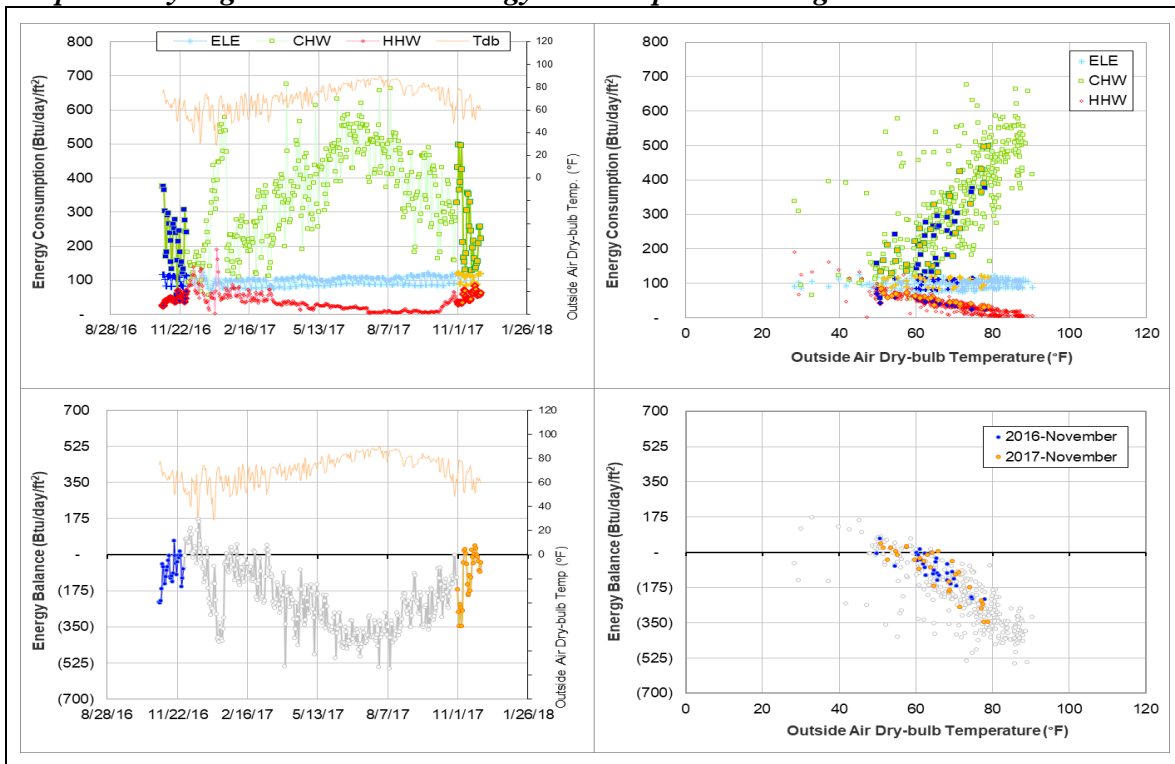 ELE CHW HHW Tdb
800
700
600
500
400
300
200
100
-
Energy Consumption (Btu/day/ft²)
120
100
80
60
40
20
0
Outside Air Dry-bulb Temp. (°F)
8/28/16 11/22/16 2/16/17 5/13/17 8/7/17 11/1/17 1/26/18
ELE
CHW
HHW
800
700
600
500
400
300
200
100
-
Energy Consumption (Btu/day/ft²)
0 20 40 60 80 100 120
Outside Air Dry-bulb Temperature (°F)
700
525
350
175
-
(175)
(350)
(525)
(700)
Energy Balance (Btu/day/ft²)
120
100
80
60
40
20
0
Outside Air Dry-bulb Temp (°F)
8/28/16 11/22/16 2/16/17 5/13/17 8/7/17 11/1/17 1/26/18
2016-November
2017-November
700
525
350
175
-
(175)
(350)
(525)
(700)
Energy Balance (Btu/day/ft²)
0 20 40 60 80 100 120
Outside Air Dry-bulb Temperature (°F)